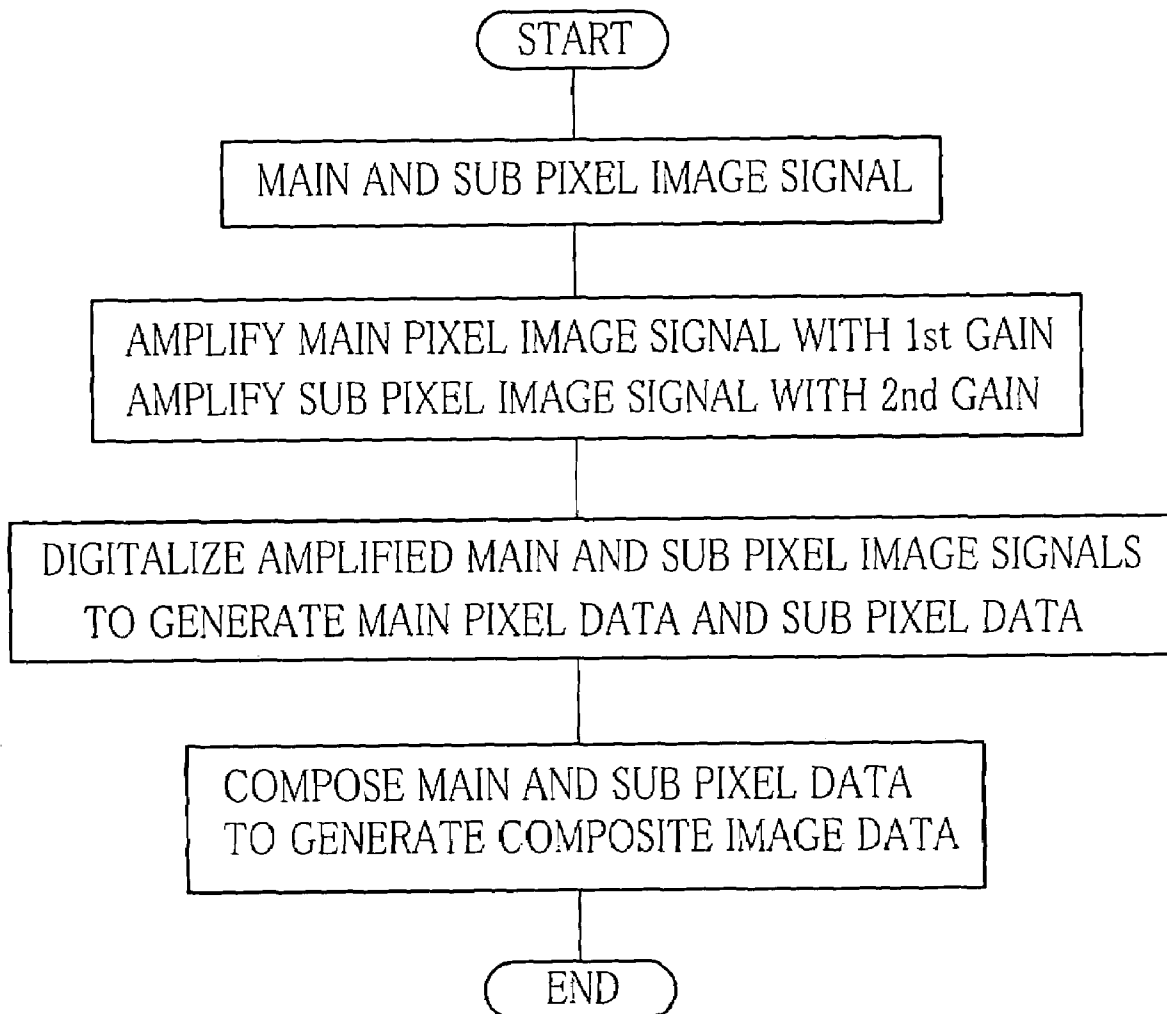 START
MAIN AND SUB PIXEL IMAGE SIGNAL
AMPLIFY MAIN PIXEL IMAGE SIGNAL WITH 1st GAIN
AMPLIFY SUB PIXEL IMAGE SIGNAL WITH 2nd GAIN
DIGITALIZE AMPLIFIED MAIN AND SUB PIXEL IMAGE SIGNALS
TO GENERATE MAIN PIXEL DATA AND SUB PIXEL DATA
COMPOSE MAIN AND SUB PIXEL DATA
TO GENERATE COMPOSITE IMAGE DATA
END